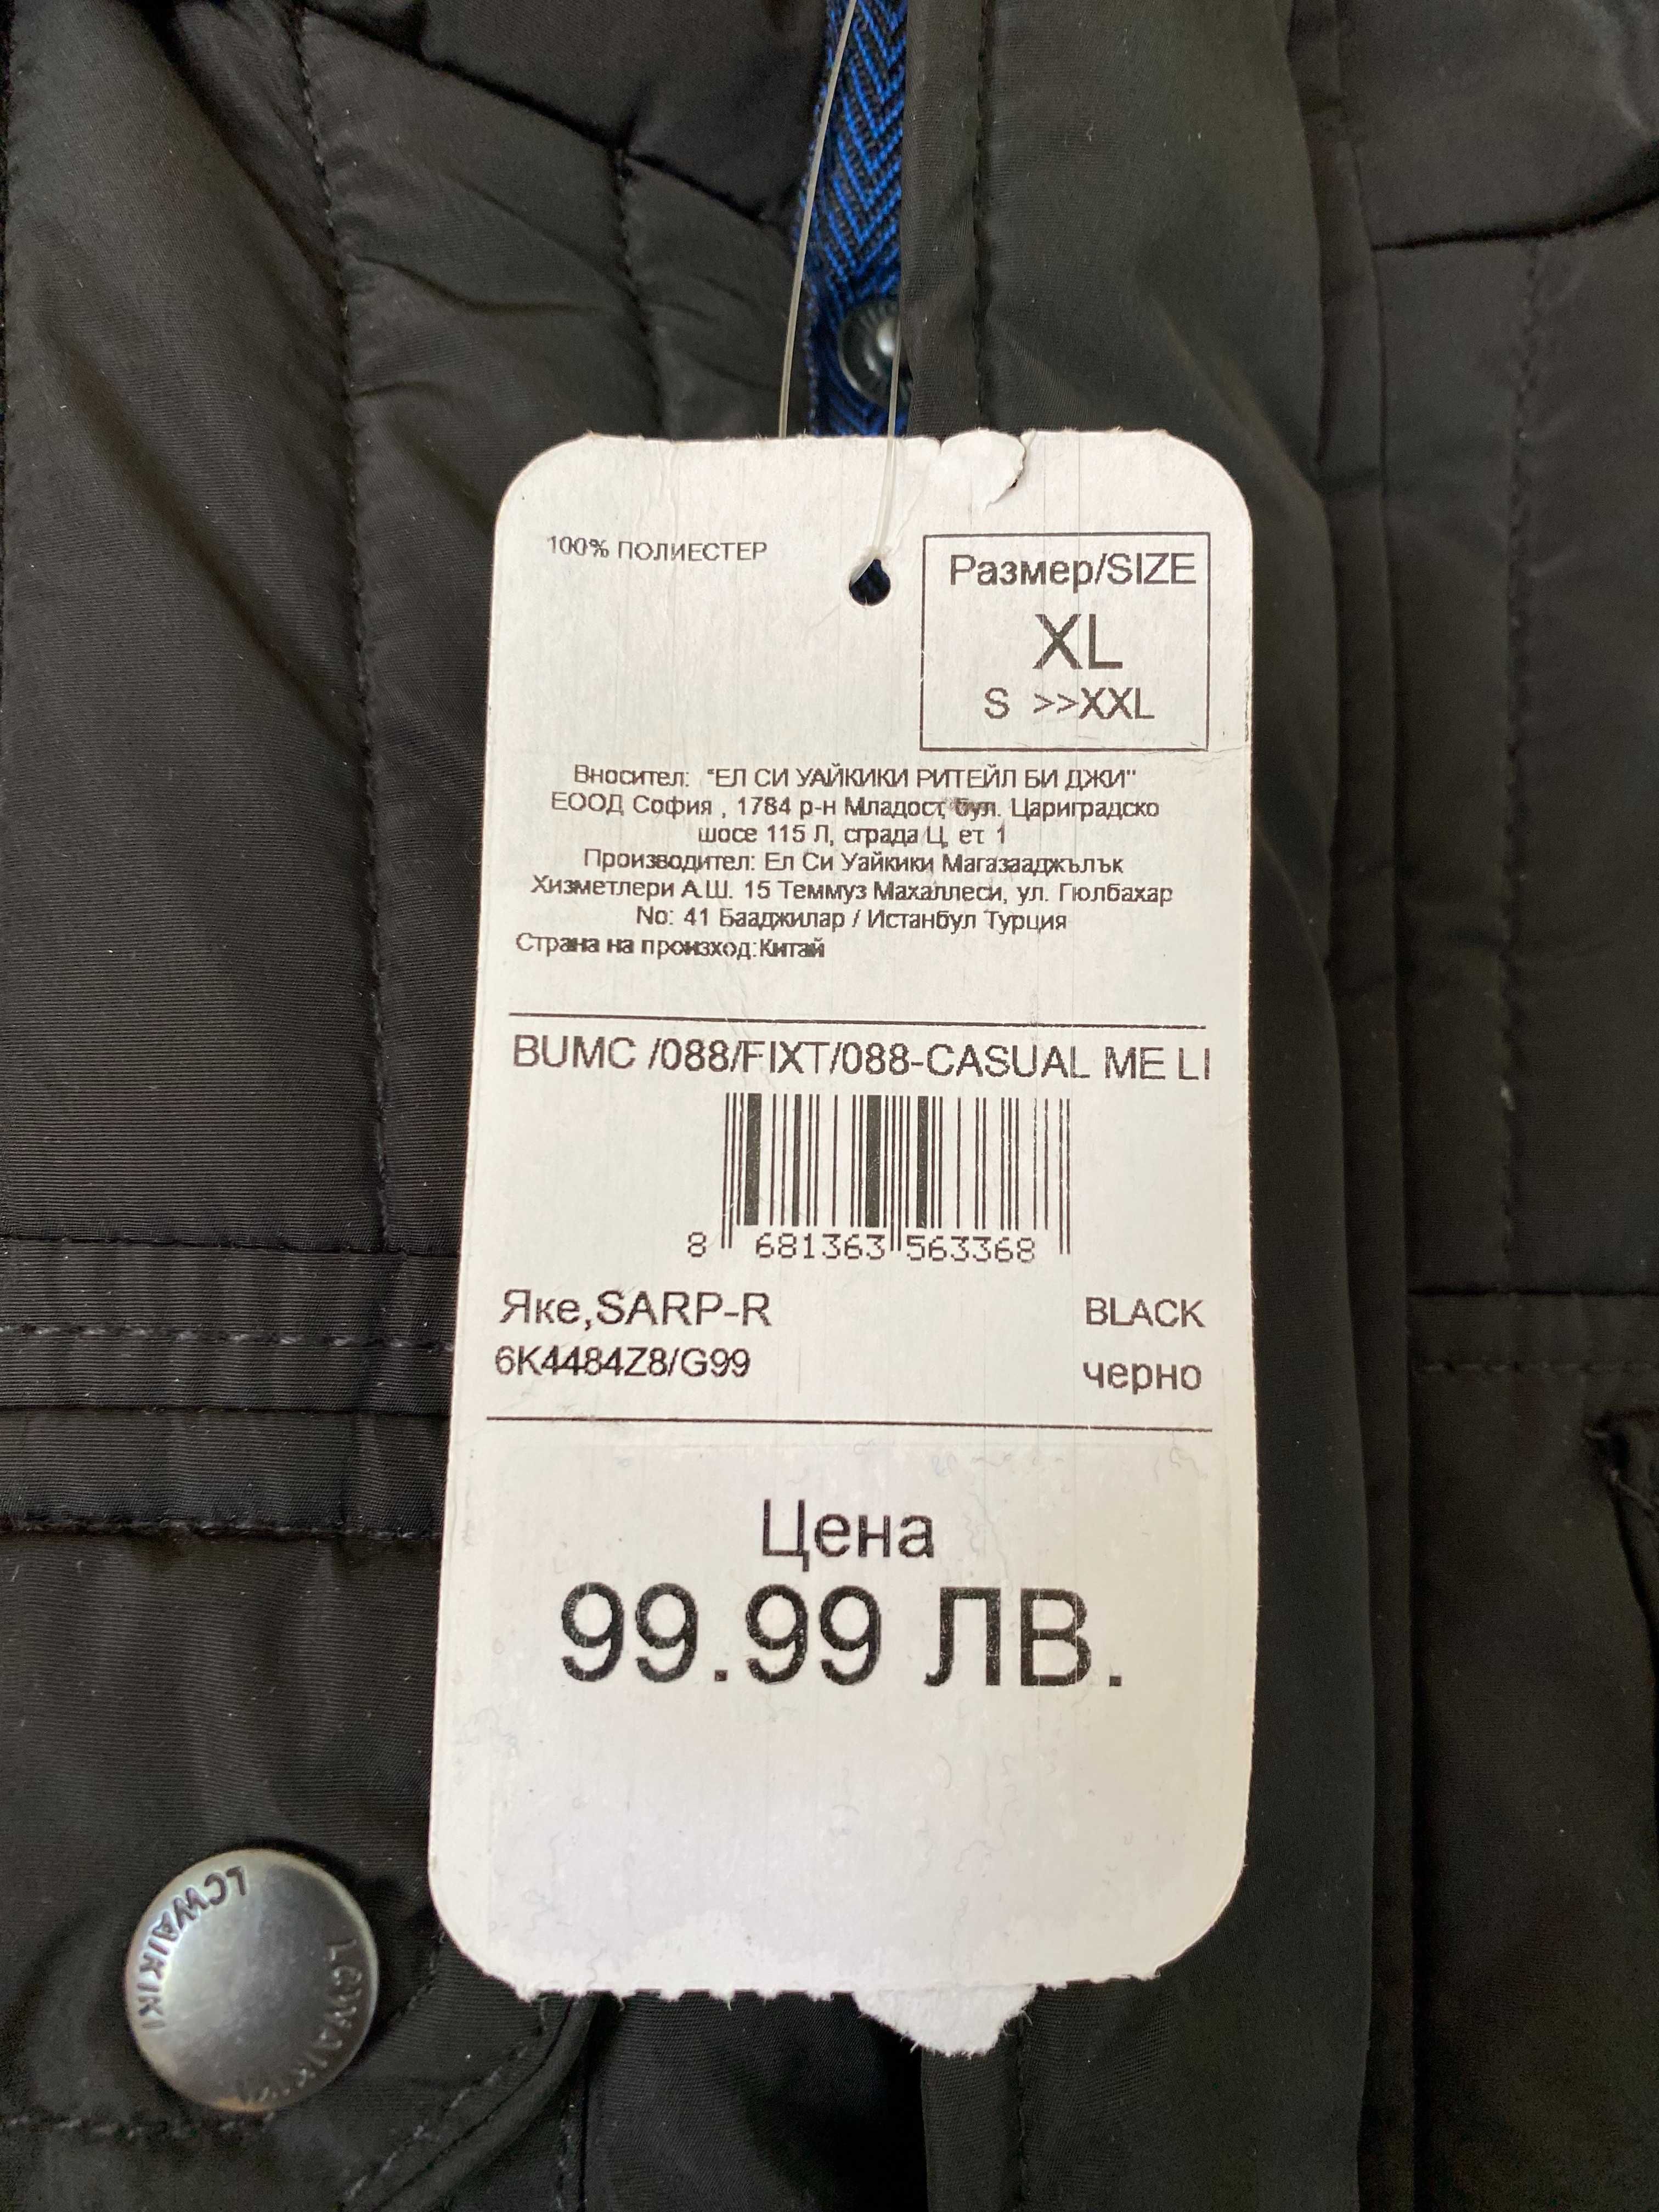 100% ПОЛИЕСТЕР
Размер/SIZE
XL
S >>XXL
Вносител: "ЕЛ СИ УАЙКИКИ РИТЕЙЛ БИ ДЖИ"
ЕООД София , 1784 р-н Младост, бул. Цариградско
шосе 115 Л, сграда Ц, ет. 1
Производител: Ел Си Уайкики Магазааджълък
Хизметлери А.Ш. 15 Теммуз Махаллеси, ул. Гюлбахар
No: 41 Бааджилар / Истанбул Турция
Страна на произход:Китай
BUMC /088/FIXT/088-CASUAL ME LI
8 681363 563368
Яке,SARP-R
BLACK
6K4484Z8/G99
черно
Цена
99.99 ЛВ.
LCWAIKIKI
LCWAIKIKI